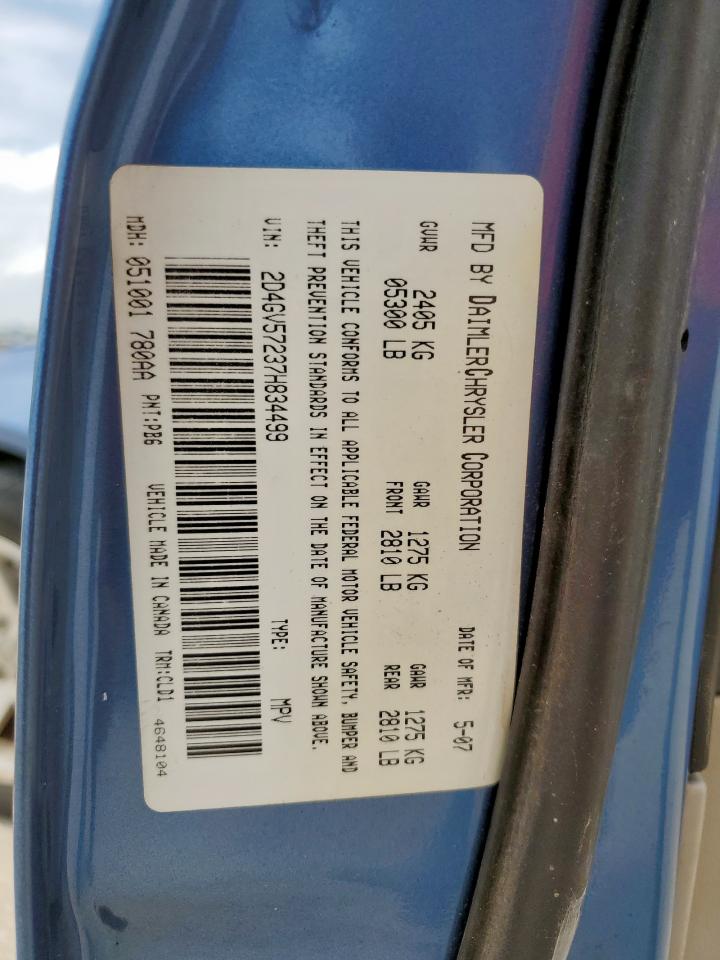 MFD BY DAIMLERCHRYSLER CORPORATION DATE OF MFR: 5-07
GVWR 2405 KG GAWR 1275 KG GAWR 1275 KG
05300 LB FRONT 2810 LB REAR 2810 LB
THIS VEHICLE CONFORMS TO ALL APPLICABLE FEDERAL MOTOR VEHICLE SAFETY, BUMPER AND
THEFT PREVENTION STANDARDS IN EFFECT ON THE DATE OF MANUFACTURE SHOWN ABOVE.
VIN: 2D4GV57237H834499 TYPE: MPV
MDH: 051001 780AA PNT:PB6 VEHICLE MADE IN CANADA TRM:CLD1 4648104